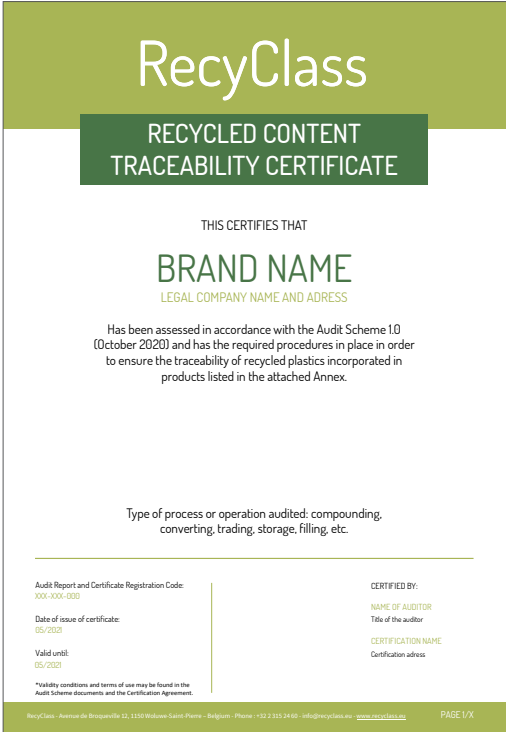 RecyClass
RECYCLED CONTENT
TRACEABILITY CERTIFICATE
THIS CERTIFIES THAT
BRAND NAME
LEGAL COMPANY NAME AND ADRESS
Has been assessed in accordance with the Audit Scheme 1.0
(October 2020) and has the required procedures in place in order
to ensure the traceability of recycled plastics incorporated in
products listed in the attached Annex.
Type of process or operation audited: compounding,
converting, trading, storage, filling, etc.
Audit Report and Certificate Registration Code:
XXX-XXX-000
Date of issue of certificate:
05/2021
Valid until:
05/2021
*Validity conditions and terms of use may be found in the
Audit Scheme documents and the Certification Agreement.
CERTIFIED BY:
NAME OF AUDITOR
Title of the auditor
CERTIFICATION NAME
Certification adress
RecyClass - Avenue de Broqueville 12, 1150 Woluwe-Saint-Pierre – Belgium - Phone : +32 2 315 24 60 - info@recyclass.eu - www.recyclass.eu
PAGE 1/X